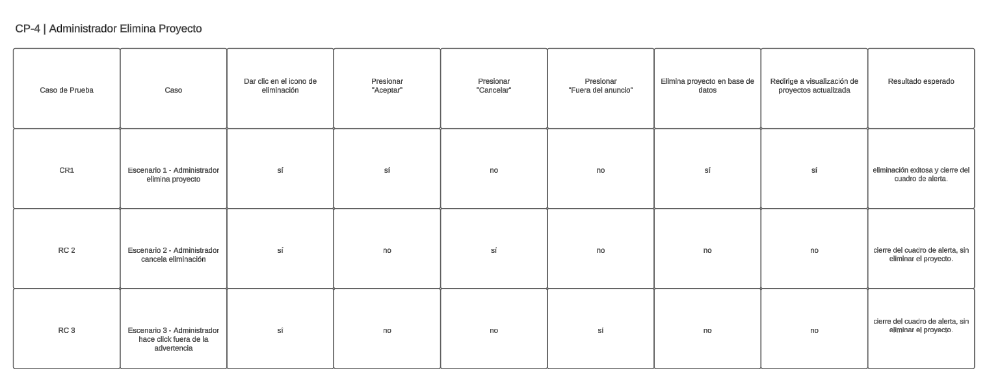 CP-4 | Administrador Elimina Proyecto
Caso de Prueba
Caso
Dar clic en el icono de
eliminación
Presionar
"Aceptar"
Presionar
"Cancelar"
Presionar
"Fuera del anuncio"
Elimina proyecto en base de
datos
Redirige a visualización de
proyectos actualizada
Resultado esperado
CR1
Escenario 1 - Administrador
elimina proyecto
sí
sí
no
no
sí
sí
eliminación exitosa y cierre del
cuadro de alerta.
RC 2
Escenario 2 - Administrador
cancela eliminación
sí
no
sí
no
no
no
cierre del cuadro de alerta, sin
eliminar el proyecto.
RC 3
Escenario 3 - Administrador
hace click fuera de la
advertencia
sí
no
no
sí
no
no
cierre del cuadro de alerta, sin
eliminar el proyecto.